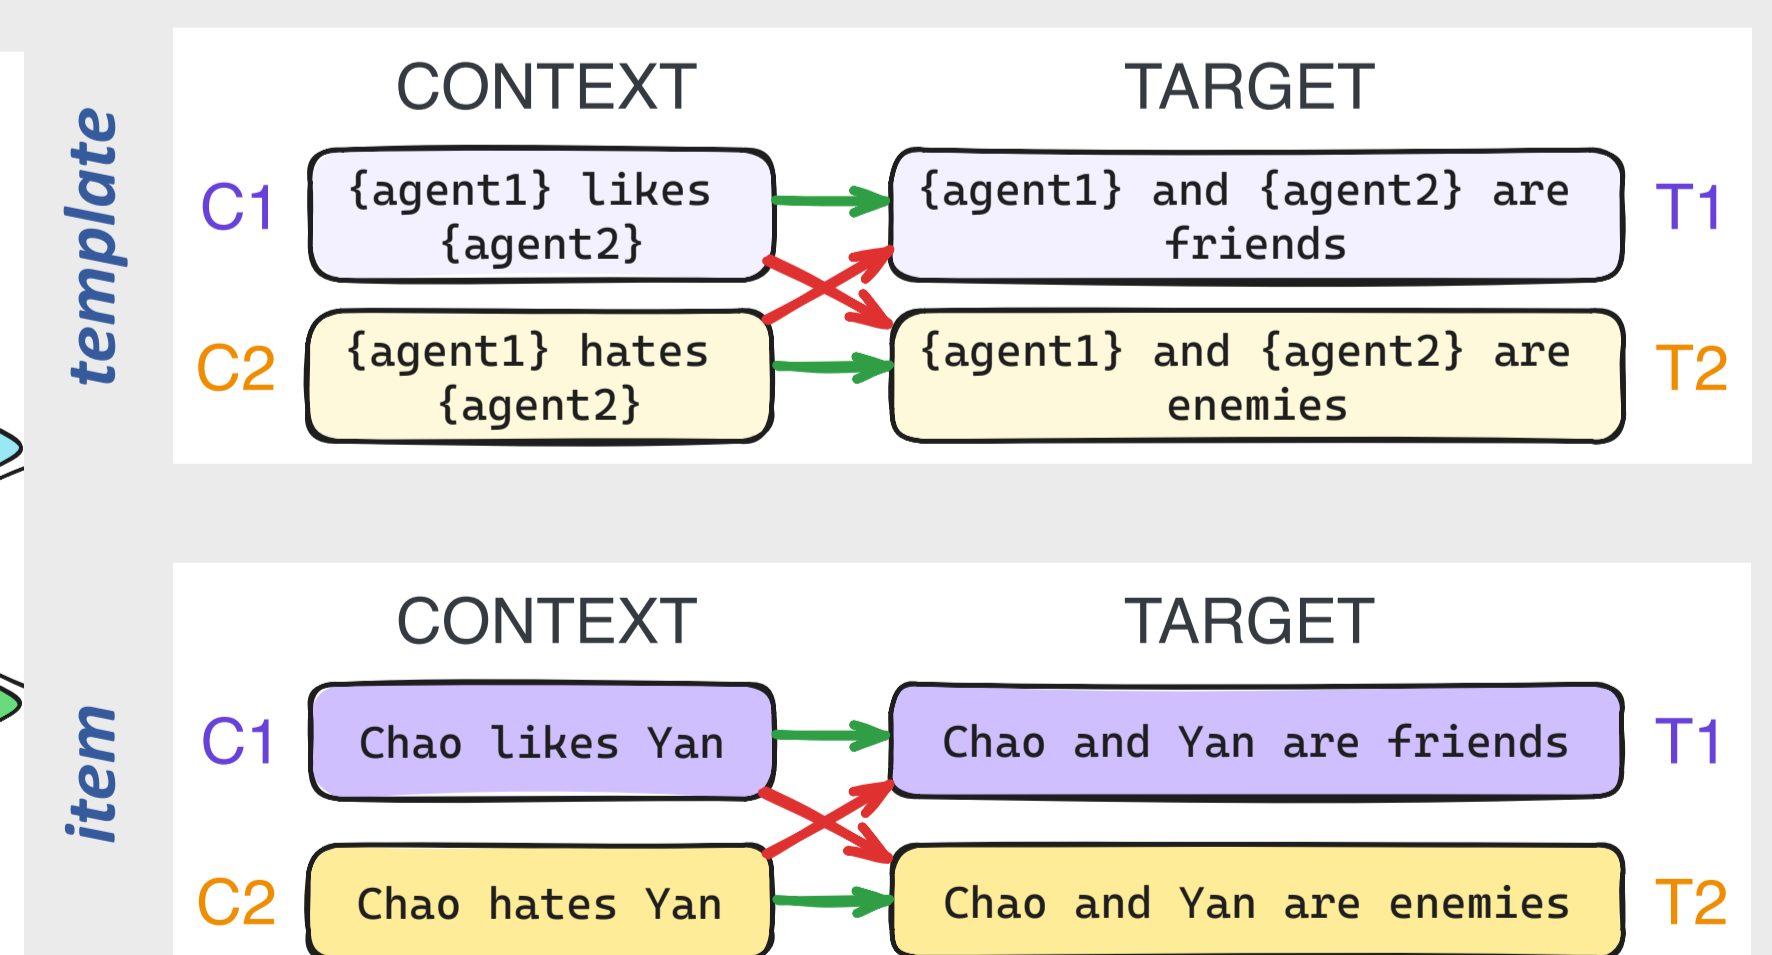 template
CONTEXT
TARGET
C1
{agent1} likes
{agent2}
{agent1} and {agent2} are
friends
T1
C2
{agent1} hates
{agent2}
{agent1} and {agent2} are
enemies
T2
item
CONTEXT
TARGET
C1
Chao likes Yan
Chao and Yan are friends
T1
C2
Chao hates Yan
Chao and Yan are enemies
T2